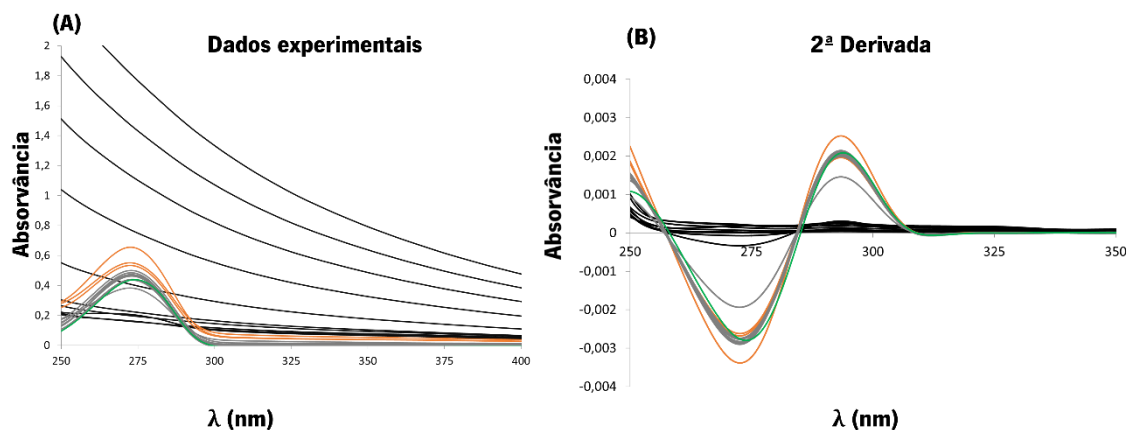 (A)
Dados experimentais
Absorvância
2
1,8
1,6
1,4
1,2
1
0,8
0,6
0,4
0,2
0
250 275 300 325 350 375 400
λ (nm)
(B)
2ª Derivada
Absorvância
0,004
0,003
0,002
0,001
0
-0,001
-0,002
-0,003
-0,004
250 275 300 325 350
λ (nm)